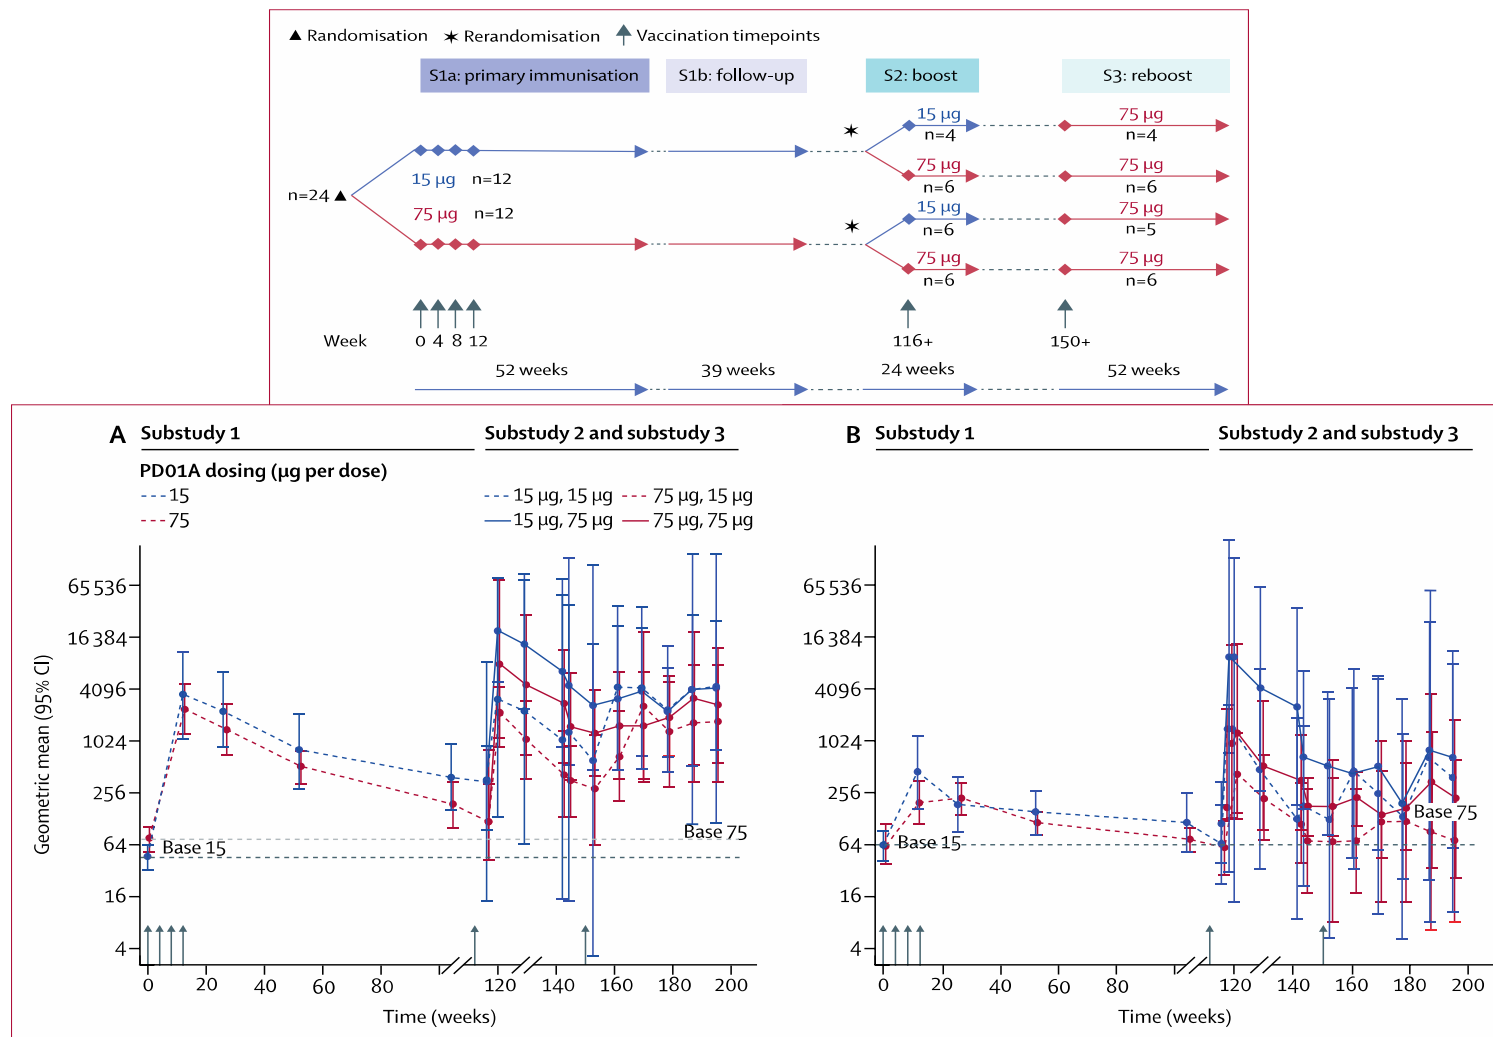 ▲ Randomisation ✶ Rerandomisation ↑ Vaccination timepoints
S1a: primary immunisation S1b: follow-up S2: boost S3: reboost
15 µg 75 µg
n=4 n=4
75 µg 75 µg
15 µg n=12 n=6 n=6
n=24 ▲
75 µg n=12 15 µg 75 µg
n=6 n=5
75 µg 75 µg
n=6 n=6
Week 0 4 8 12 116+ 150+
52 weeks 39 weeks 24 weeks 52 weeks
A Substudy 1 Substudy 2 and substudy 3
PD01A dosing (µg per dose)
15 15 µg, 15 µg 75 µg, 15 µg
75 15 µg, 75 µg 75 µg, 75 µg
Geometric mean (95% CI)
65 536
16 384
4096
1024
256
64
16
4
Base 15
Base 75
0 20 40 60 80 120 140 160 180 200
Time (weeks)
B Substudy 1 Substudy 2 and substudy 3
65 536
16 384
4096
1024
256
64
16
4
Base 15
Base 75
0 20 40 60 80 120 140 160 180 200
Time (weeks)